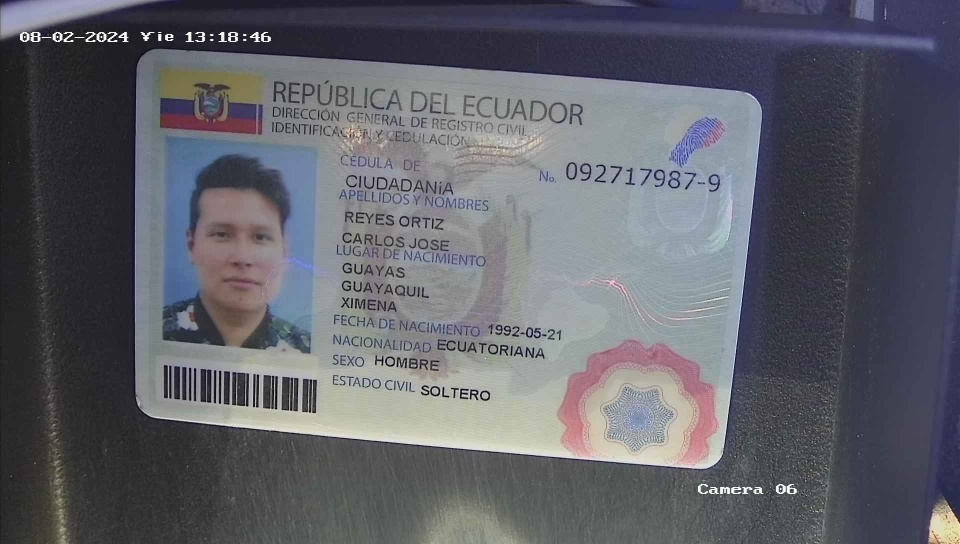 08-02-2024 Vie 13:18:46
REPÚBLICA DEL ECUADOR
DIRECCIÓN GENERAL DE REGISTRO CIVIL
IDENTIFICACIÓN Y CEDULACIÓN
CÉDULA DE
No. 092717987-9
CIUDADANíA
APELLIDOS Y NOMBRES
REYES ORTIZ
CARLOS JOSE
LUGAR DE NACIMIENTO
GUAYAS
GUAYAQUIL
XIMENA
FECHA DE NACIMIENTO 1992-05-21
NACIONALIDAD ECUATORIANA
SEXO HOMBRE
ESTADO CIVIL SOLTERO
Camera 06